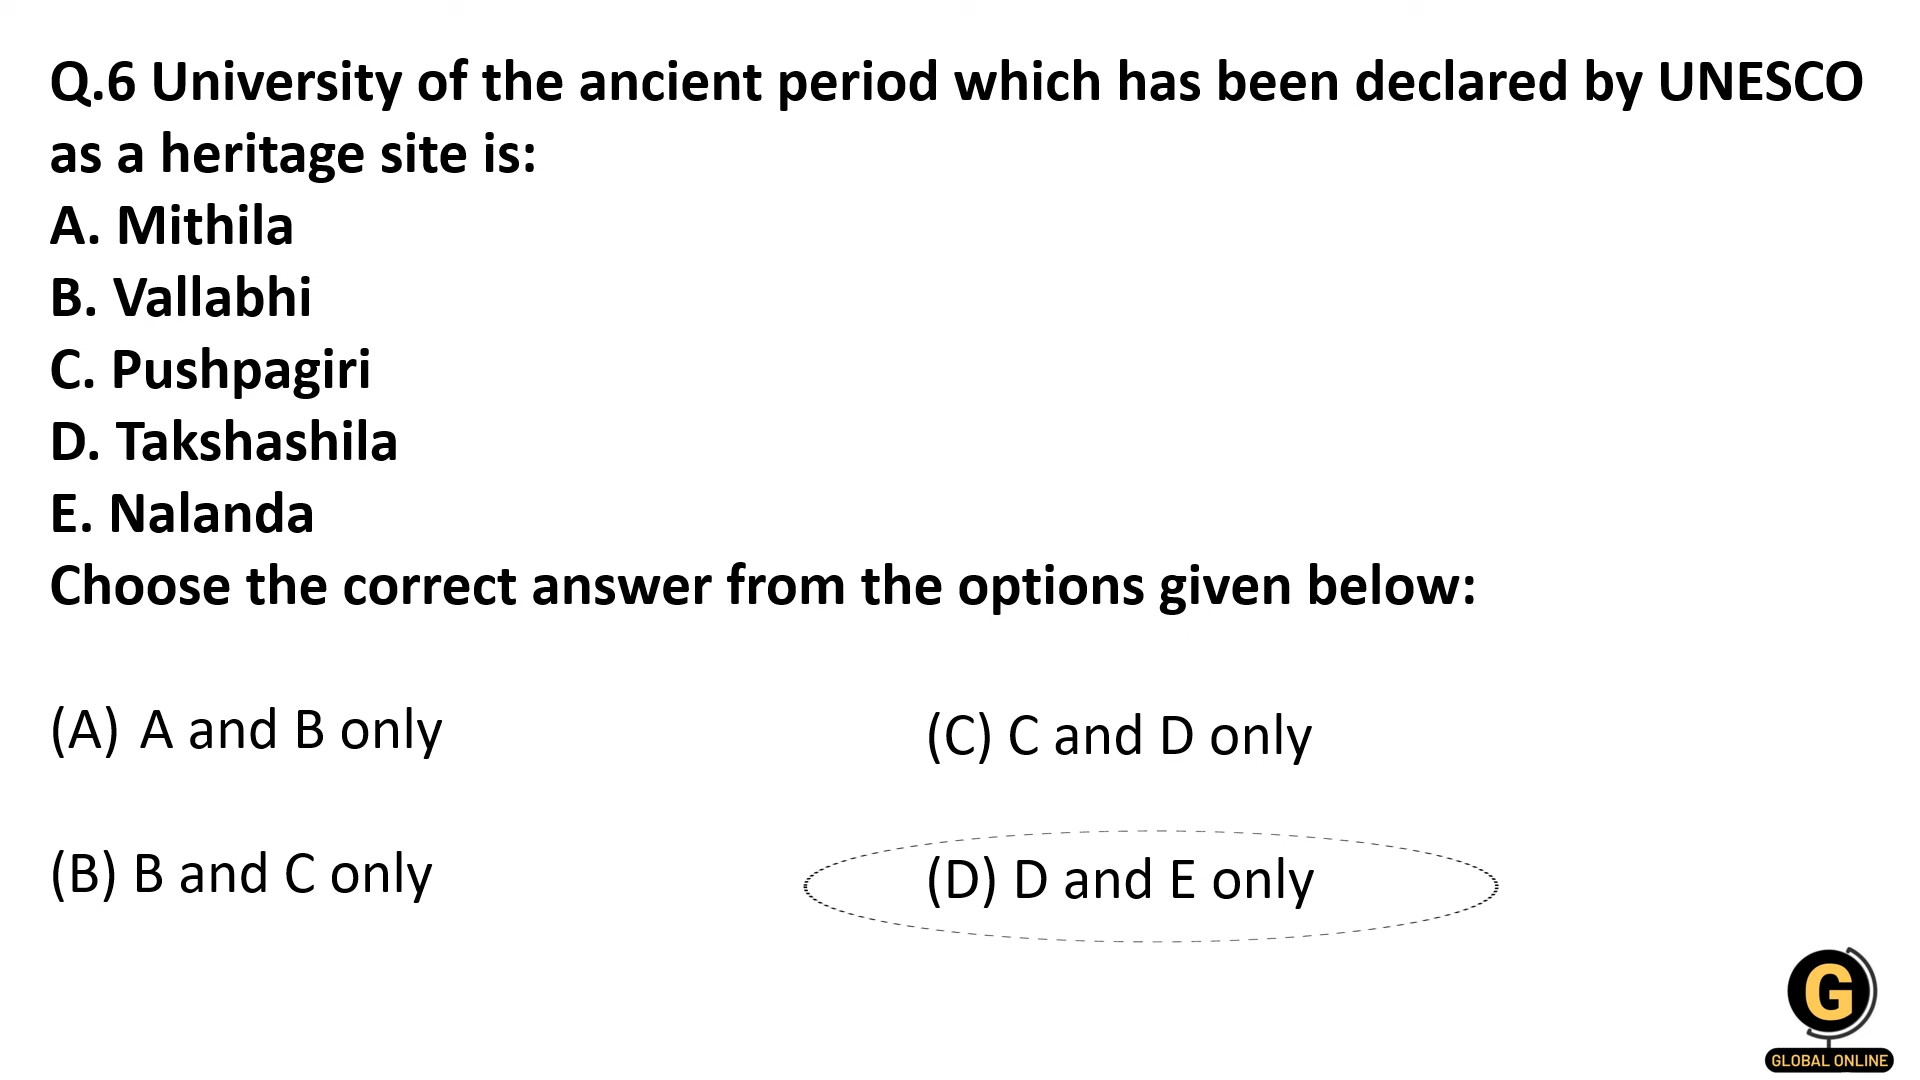 Q.6 University of the ancient period which has been declared by UNESCO
as a heritage site is:
A. Mithila
B. Vallabhi
C. Pushpagiri
D. Takshashila
E. Nalanda
Choose the correct answer from the options given below:
(A) A and B only
(C) C and D only
(B) B and C only
(D) D and E only
G
GLOBAL ONLINE